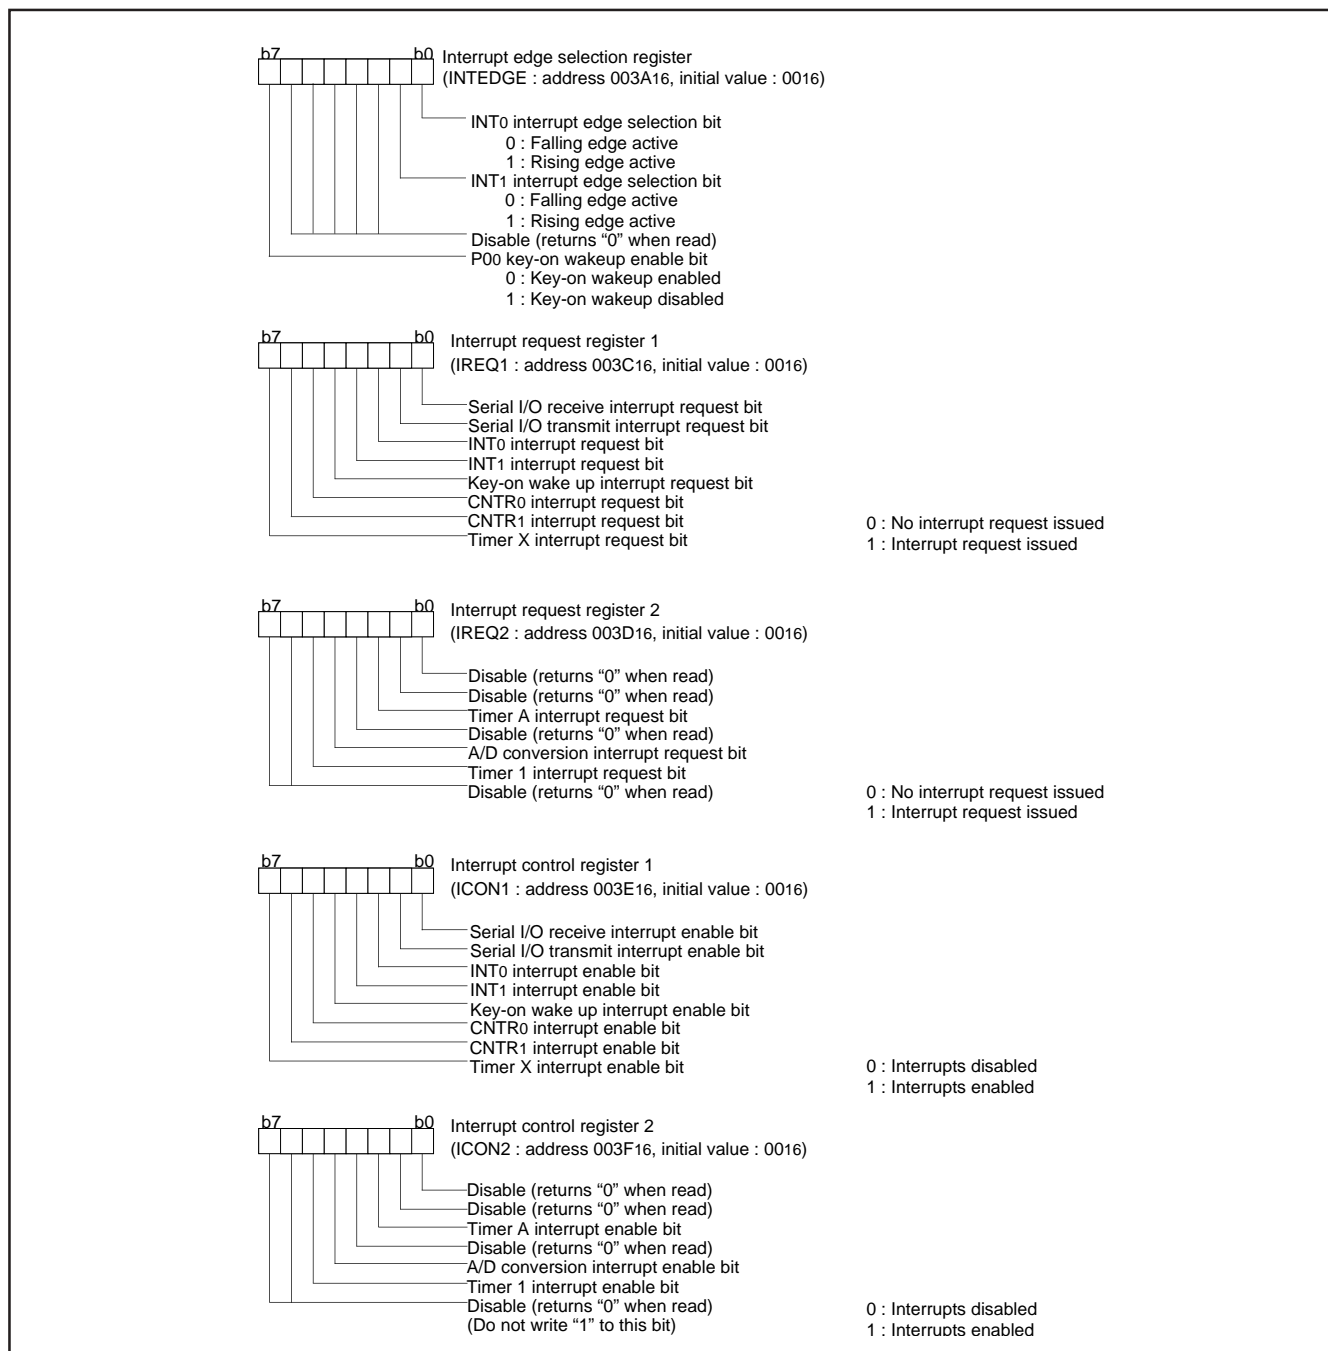 b7 b0 Interrupt edge selection register
(INTEDGE : address 003A16, initial value : 0016)
INT0 interrupt edge selection bit
0 : Falling edge active
1 : Rising edge active
INT1 interrupt edge selection bit
0 : Falling edge active
1 : Rising edge active
Disable (returns “0” when read)
P00 key-on wakeup enable bit
0 : Key-on wakeup enabled
1 : Key-on wakeup disabled
b7 b0 Interrupt request register 1
(IREQ1 : address 003C16, initial value : 0016)
Serial I/O receive interrupt request bit
Serial I/O transmit interrupt request bit
INT0 interrupt request bit
INT1 interrupt request bit
Key-on wake up interrupt request bit
CNTR0 interrupt request bit
CNTR1 interrupt request bit 0 : No interrupt request issued
Timer X interrupt request bit 1 : Interrupt request issued
b7 b0 Interrupt request register 2
(IREQ2 : address 003D16, initial value : 0016)
Disable (returns “0” when read)
Disable (returns “0” when read)
Timer A interrupt request bit
Disable (returns “0” when read)
A/D conversion interrupt request bit
Timer 1 interrupt request bit
Disable (returns “0” when read) 0 : No interrupt request issued
1 : Interrupt request issued
b7 b0 Interrupt control register 1
(ICON1 : address 003E16, initial value : 0016)
Serial I/O receive interrupt enable bit
Serial I/O transmit interrupt enable bit
INT0 interrupt enable bit
INT1 interrupt enable bit
Key-on wake up interrupt enable bit
CNTR0 interrupt enable bit
CNTR1 interrupt enable bit
Timer X interrupt enable bit 0 : Interrupts disabled
1 : Interrupts enabled
b7 b0 Interrupt control register 2
(ICON2 : address 003F16, initial value : 0016)
Disable (returns “0” when read)
Disable (returns “0” when read)
Timer A interrupt enable bit
Disable (returns “0” when read)
A/D conversion interrupt enable bit
Timer 1 interrupt enable bit
Disable (returns “0” when read) 0 : Interrupts disabled
(Do not write “1” to this bit) 1 : Interrupts enabled